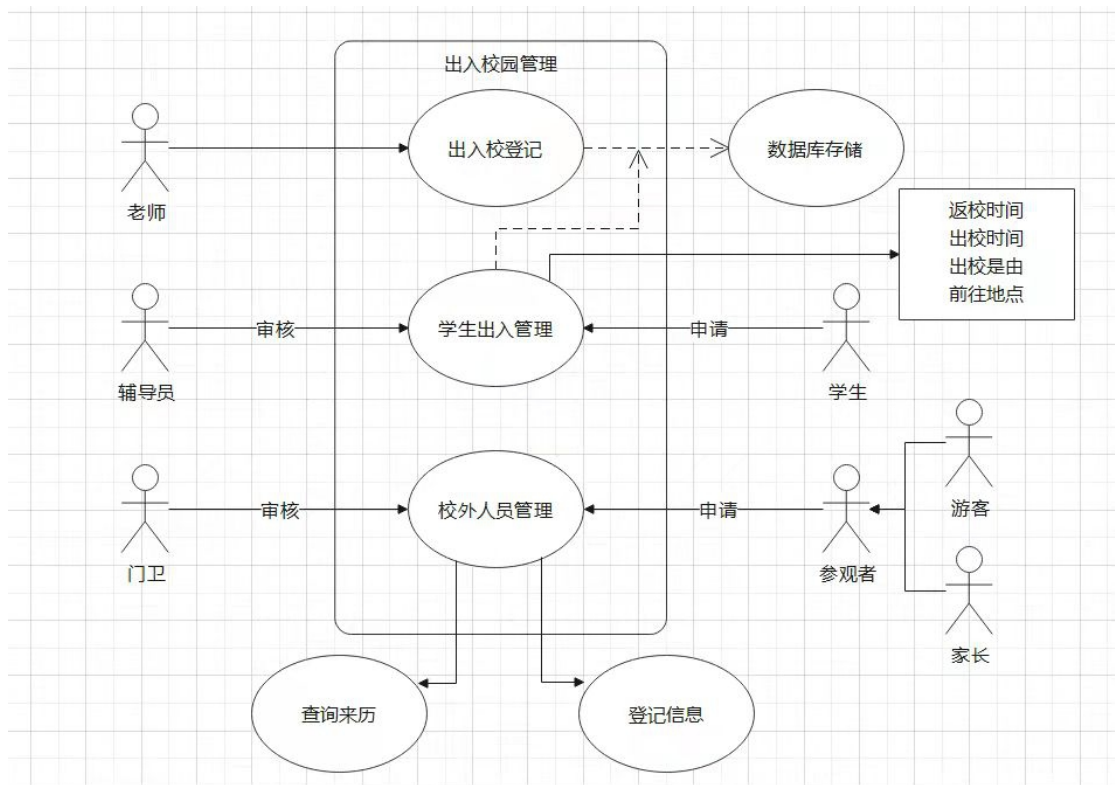 出入校园管理
出入校登记
数据库存储
老师
返校时间
出校时间
出校是由
前往地点
审核
学生出入管理
申请
辅导员
学生
审核
校外人员管理
申请
游客
门卫
参观者
家长
查询来历
登记信息